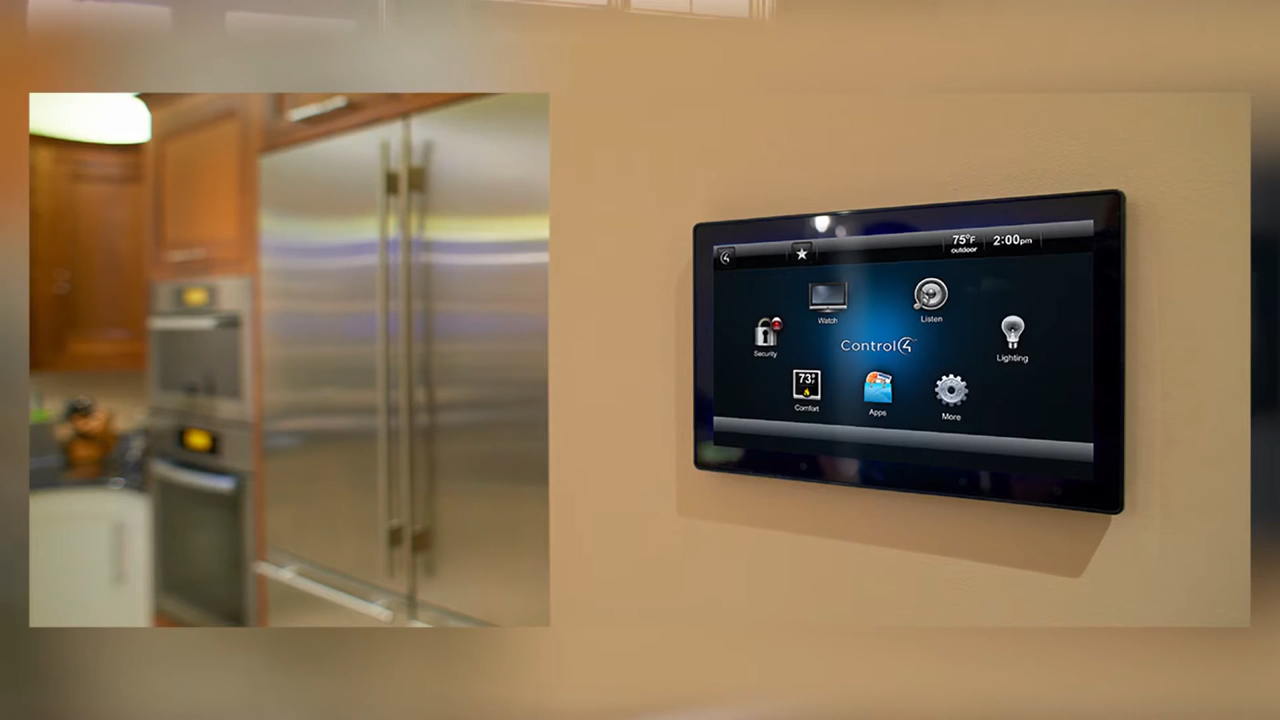 75°F
outdoor
2:00pm
Watch
Listen
Security
Control4
Lighting
73°F
Comfort
Apps
More